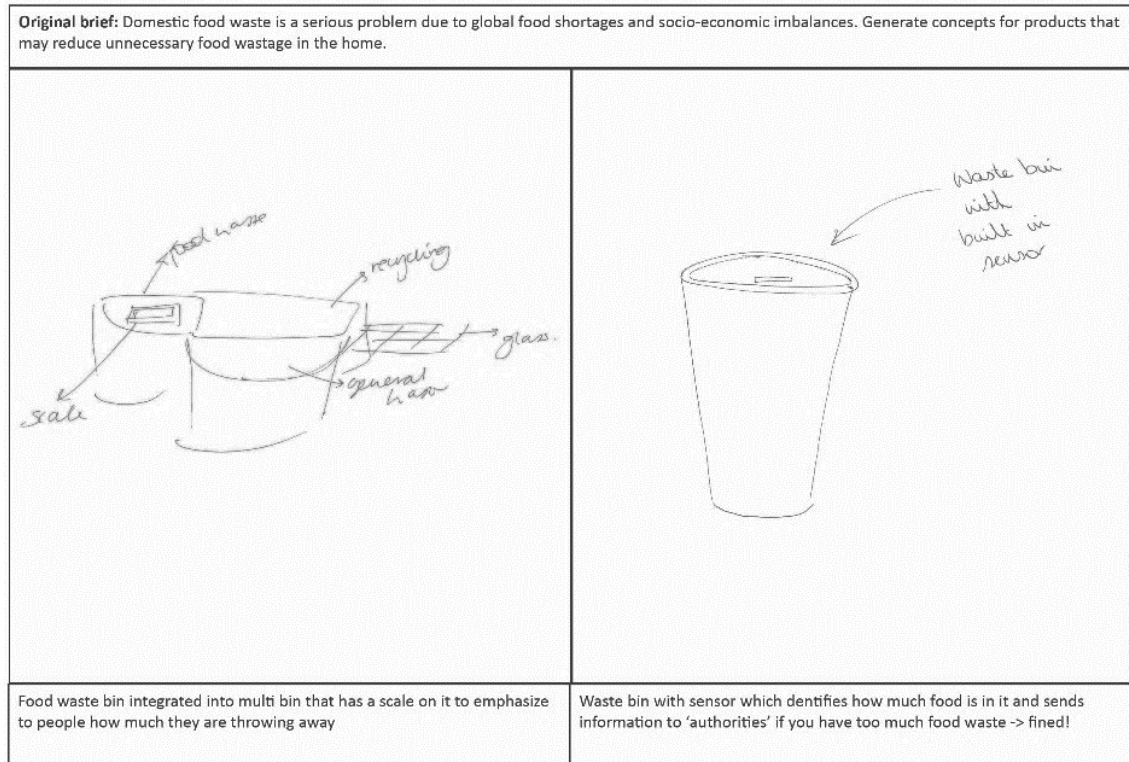 Original brief: Domestic food waste is a serious problem due to global food shortages and socio-economic imbalances. Generate concepts for products that
may reduce unnecessary food wastage in the home.
food waste
recycling
glass.
general
waste
scale
Waste bin
with
built in
sensor
Food waste bin integrated into multi bin that has a scale on it to emphasize
to people how much they are throwing away
Waste bin with sensor which dentifies how much food is in it and sends
information to ‘authorities’ if you have too much food waste -> fined!